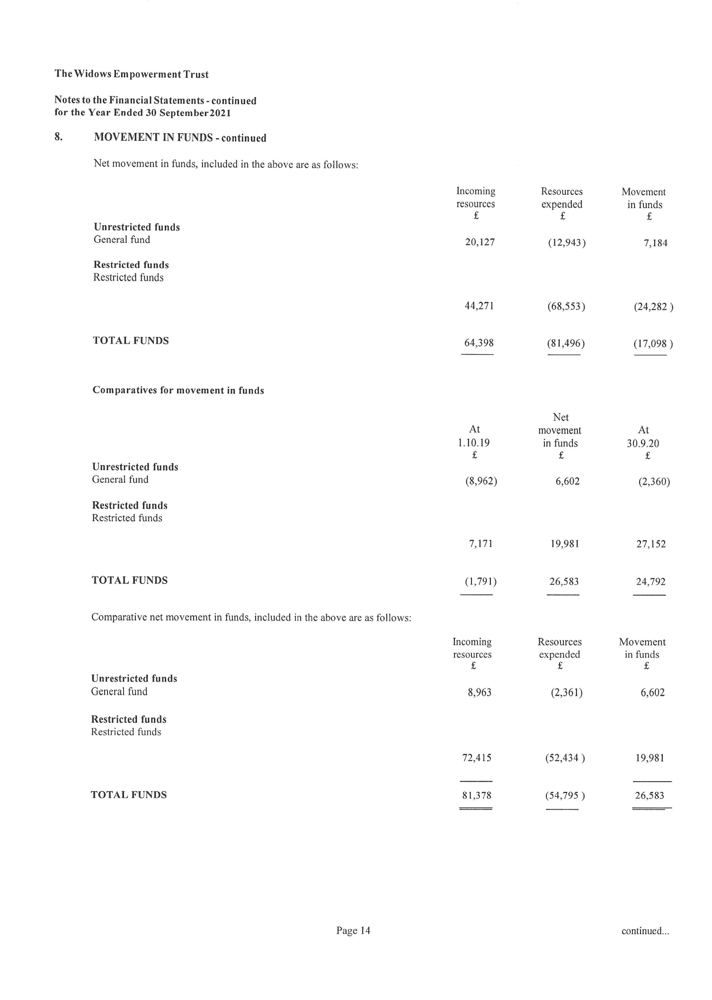 The Widows Empowerment Trust
Notes to the Financial Statements - continued
for the Year Ended 30 September 2021
8. MOVEMENT IN FUNDS - continued
Net movement in funds, included in the above are as follows:
Incoming Resources Movement
resources expended in funds
£ £ £
Unrestricted funds
General fund 20,127 (12,943) 7,184
Restricted funds
Restricted funds
44,271 (68,553) (24,282 )
TOTAL FUNDS 64,398 (81,496) (17,098 )
Comparatives for movement in funds
Net
At movement At
1.10.19 in funds 30.9.20
£ £ £
Unrestricted funds
General fund (8,962) 6,602 (2,360)
Restricted funds
Restricted funds
7,171 19,981 27,152
TOTAL FUNDS (1,791) 26,583 24,792
Comparative net movement in funds, included in the above are as follows:
Incoming Resources Movement
resources expended in funds
£ £ £
Unrestricted funds
General fund 8,963 (2,361) 6,602
Restricted funds
Restricted funds
72,415 (52,434 ) 19,981
TOTAL FUNDS 81,378 (54,795 ) 26,583
Page 14 continued...